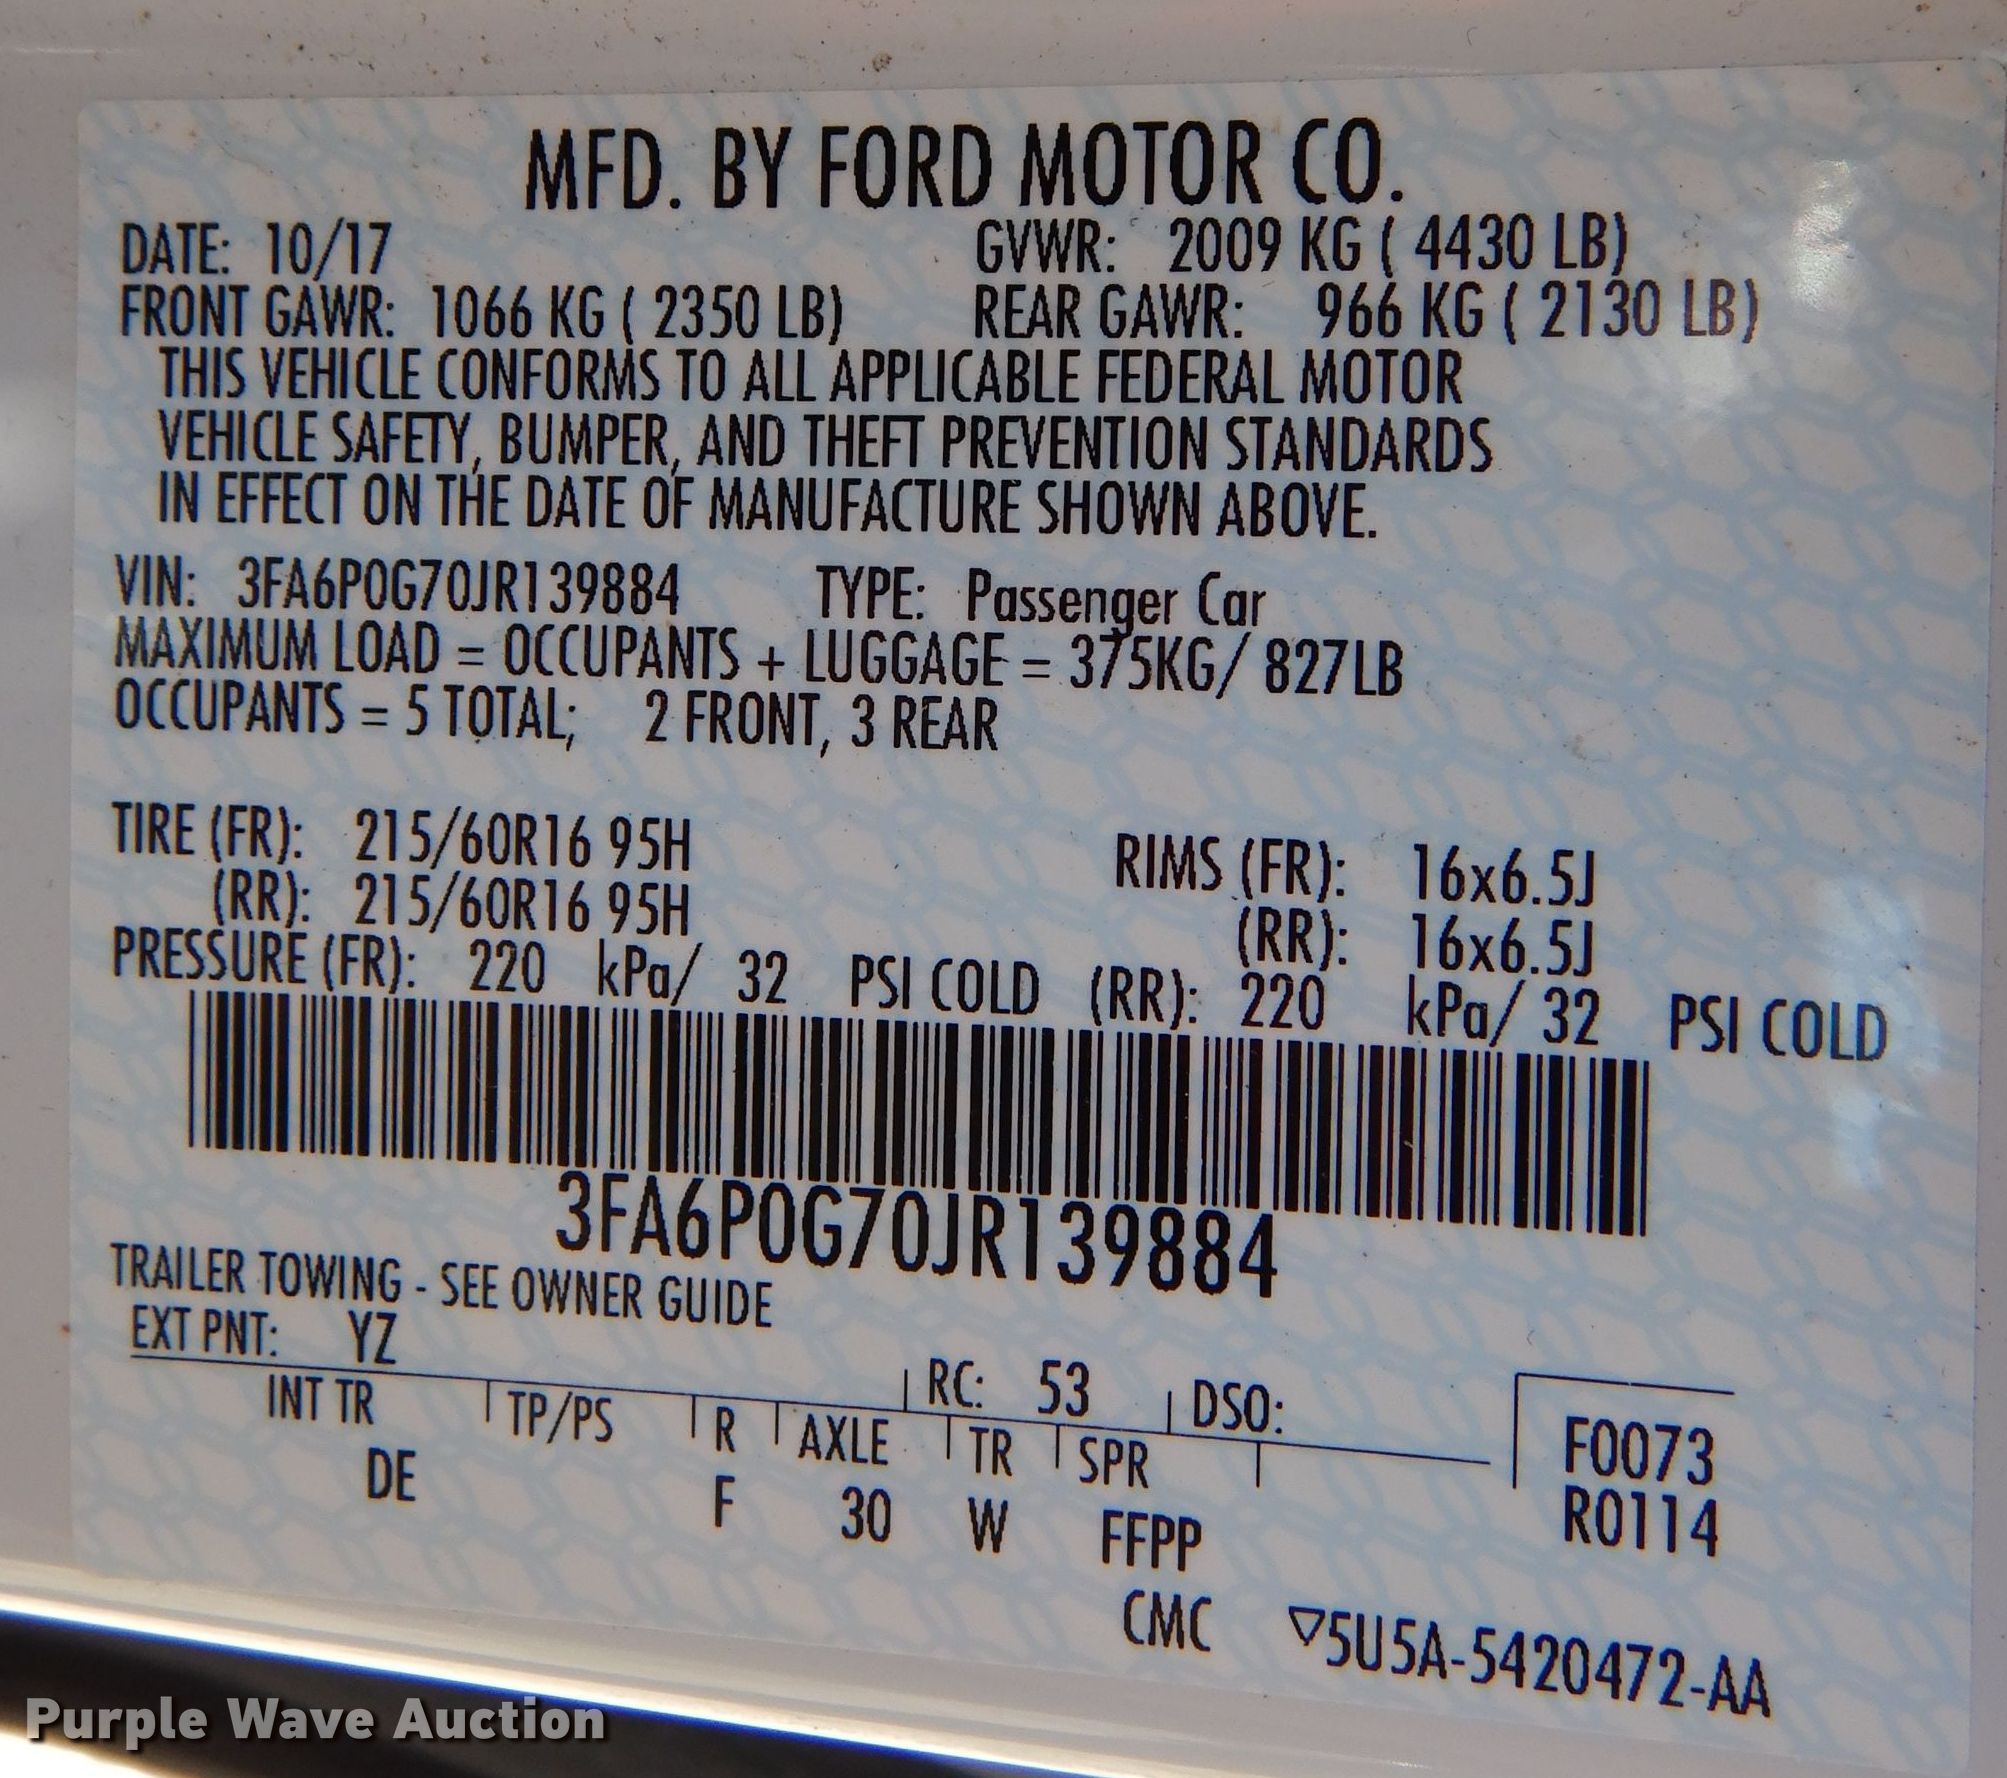 MFD. BY FORD MOTOR CO.
DATE: 10/17 GVWR: 2009 KG ( 4430 LB)
FRONT GAWR: 1066 KG ( 2350 LB) REAR GAWR: 966 KG ( 2130 LB)
THIS VEHICLE CONFORMS TO ALL APPLICABLE FEDERAL MOTOR
VEHICLE SAFETY, BUMPER, AND THEFT PREVENTION STANDARDS
IN EFFECT ON THE DATE OF MANUFACTURE SHOWN ABOVE.
VIN: 3FA6P0G70JR139884 TYPE: Passenger Car
MAXIMUM LOAD = OCCUPANTS + LUGGAGE = 375KG/ 827LB
OCCUPANTS = 5 TOTAL; 2 FRONT, 3 REAR
TIRE (FR): 215/60R16 95H RIMS (FR): 16x6.5J
(RR): 215/60R16 95H (RR): 16x6.5J
PRESSURE (FR): 220 kPa/ 32 PSI COLD (RR): 220 kPa/ 32 PSI COLD
3FA6P0G70JR139884
TRAILER TOWING - SEE OWNER GUIDE
EXT PNT: YZ RC: 53 DSO:
INT TR TP/PS R AXLE TR SPR F0073
DE F 30 W FFPP R0114
CMC ▽5U5A-5420472-AA
Purple Wave Auction